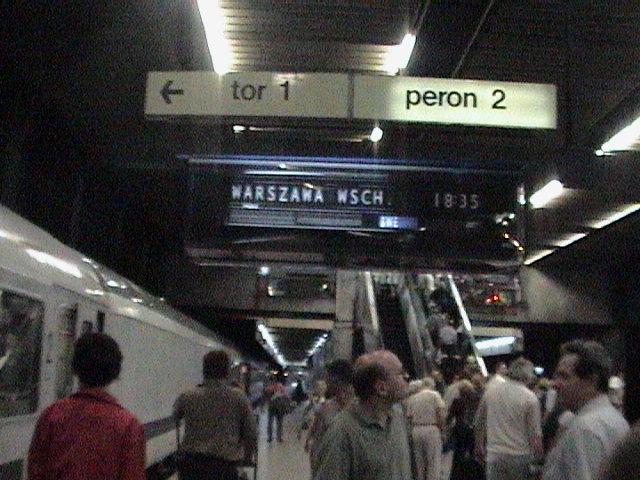 ← tor 1
peron 2
WARSZAWA WSCH. 18:35